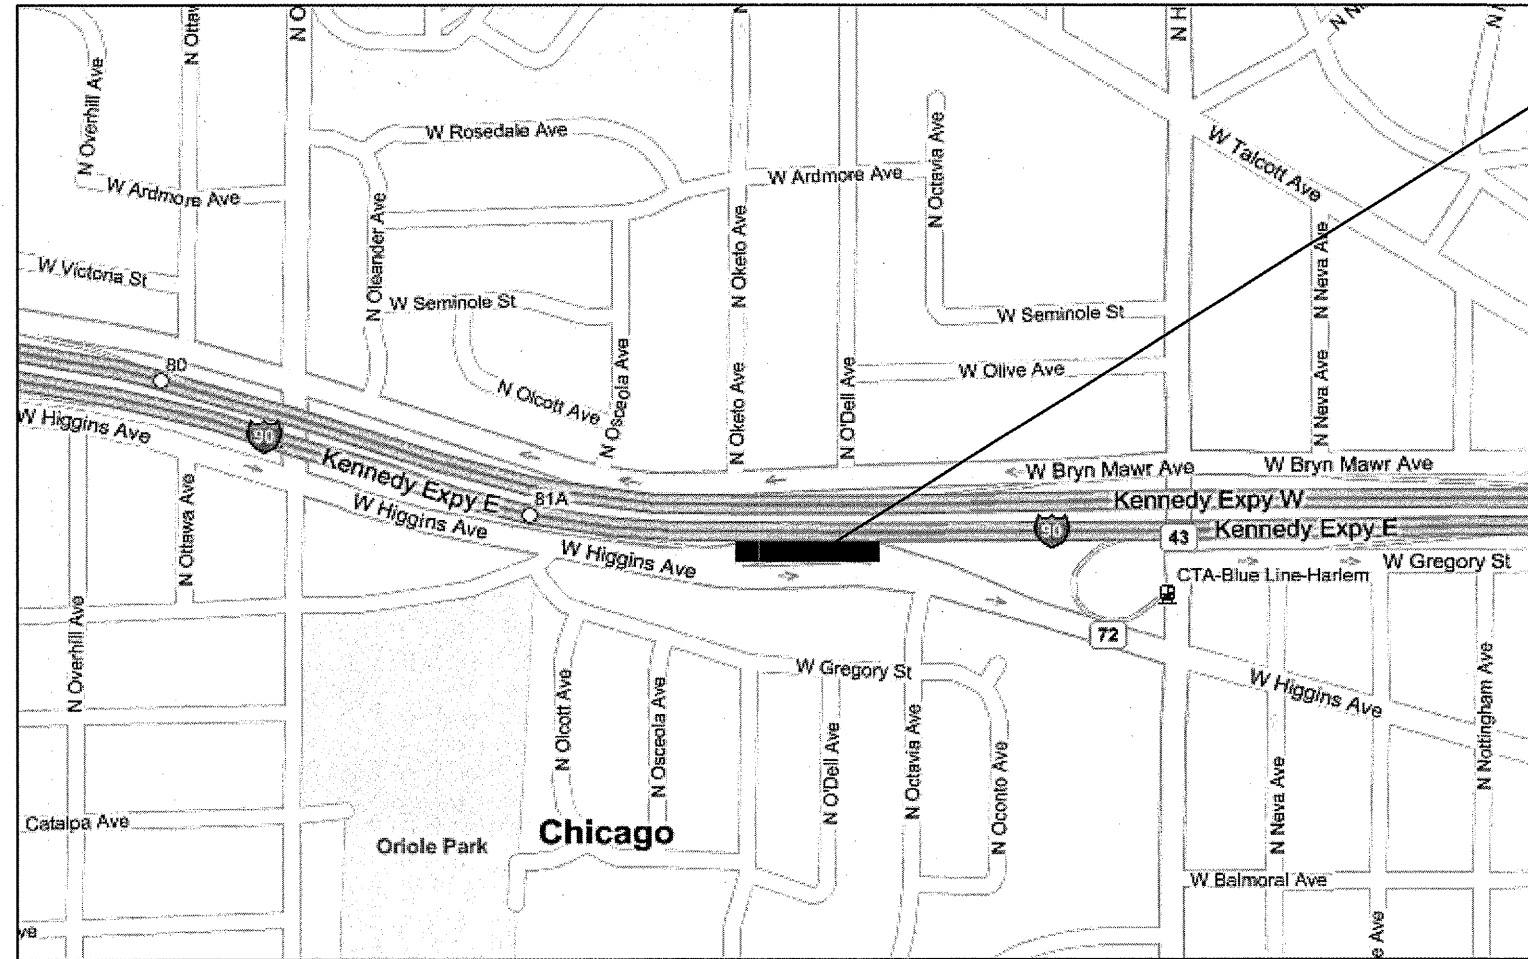 N Ottaw
N O
N H
N Overhill Ave
W Rosedale Ave
N Octavia Ave
W Talcott Ave
W Ardmore Ave
W Ardmore Ave
N Oleander Ave
N Oketo Ave
N Neva Ave
W Victoria St
W Seminole St
W Seminole St
80
N Olcott Ave
N Osceola Ave
N Oketo Ave
N O'Dell Ave
W Olive Ave
N Neva Ave
W Higgins Ave
90
Kennedy Expy E
81A
W Bryn Mawr Ave
W Bryn Mawr Ave
Kennedy Expy W
W Higgins Ave
90
43
Kennedy Expy E
N Ottawa Ave
W Higgins Ave
W Gregory St
CTA-Blue Line-Harlem
72
N Overhill Ave
N Olcott Ave
N Osceola Ave
W Gregory St
W Higgins Ave
N O'Dell Ave
N Octavia Ave
N Oconto Ave
N Neva Ave
N Nottingham Ave
Catalpa Ave
Oriole Park
Chicago
W Balmoral Ave
ve
e Ave